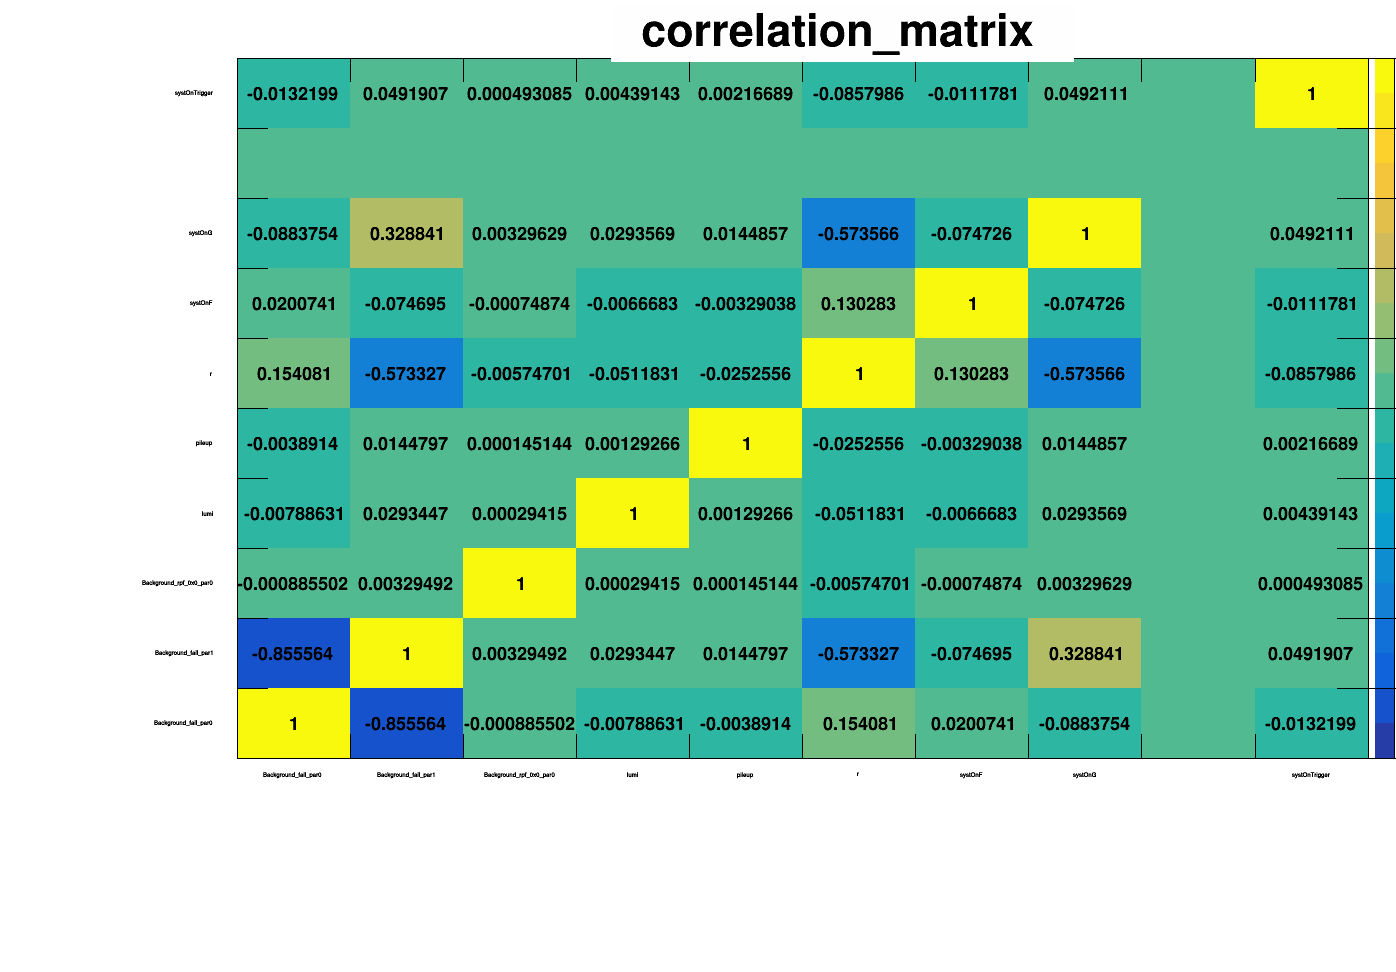 correlation_matrix
systOnTrigger -0.0132199 0.0491907 0.000493085 0.00439143 0.00216689 -0.0857986 -0.0111781 0.0492111 1
systOnG -0.0883754 0.328841 0.00329629 0.0293569 0.0144857 -0.573566 -0.074726 1 0.0492111
systOnF 0.0200741 -0.074695 -0.00074874 -0.0066683 -0.00329038 0.130283 1 -0.074726 -0.0111781
r 0.154081 -0.573327 -0.00574701 -0.0511831 -0.0252556 1 0.130283 -0.573566 -0.0857986
pileup -0.0038914 0.0144797 0.000145144 0.00129266 1 -0.0252556 -0.00329038 0.0144857 0.00216689
lumi -0.00788631 0.0293447 0.00029415 1 0.00129266 -0.0511831 -0.0066683 0.0293569 0.00439143
Background_rpf_0x0_par0 -0.000885502 0.00329492 1 0.00029415 0.000145144 -0.00574701 -0.00074874 0.00329629 0.000493085
Background_fail_par1 -0.855564 1 0.00329492 0.0293447 0.0144797 -0.573327 -0.074695 0.328841 0.0491907
Background_fail_par0 1 -0.855564 -0.000885502 -0.00788631 -0.0038914 0.154081 0.0200741 -0.0883754 -0.0132199
Background_fail_par0 Background_fail_par1 Background_rpf_0x0_par0 lumi pileup r systOnF systOnG systOnTrigger